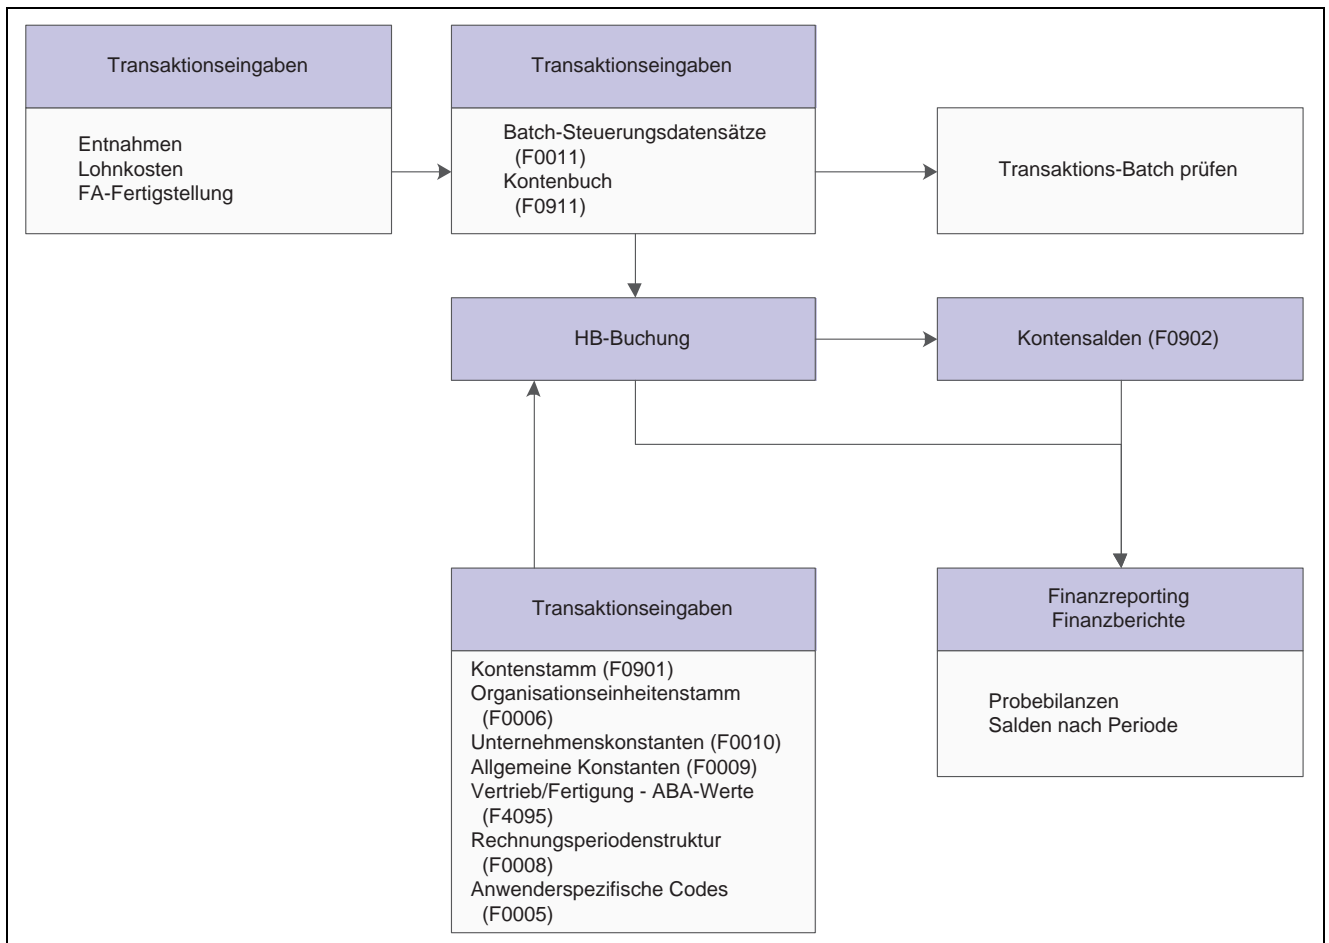 Transaktionseingaben
Entnahmen
Lohnkosten
FA-Fertigstellung
Transaktionseingaben
Batch-Steuerungsdatensätze
(F0011)
Kontenbuch
(F0911)
Transaktions-Batch prüfen
HB-Buchung
Kontensalden (F0902)
Transaktionseingaben
Kontenstamm (F0901)
Organisationseinheitenstamm
(F0006)
Unternehmenskonstanten (F0010)
Allgemeine Konstanten (F0009)
Vertrieb/Fertigung - ABA-Werte
(F4095)
Rechnungsperiodenstruktur
(F0008)
Anwenderspezifische Codes
(F0005)
Finanzreporting
Finanzberichte
Probebilanzen
Salden nach Periode